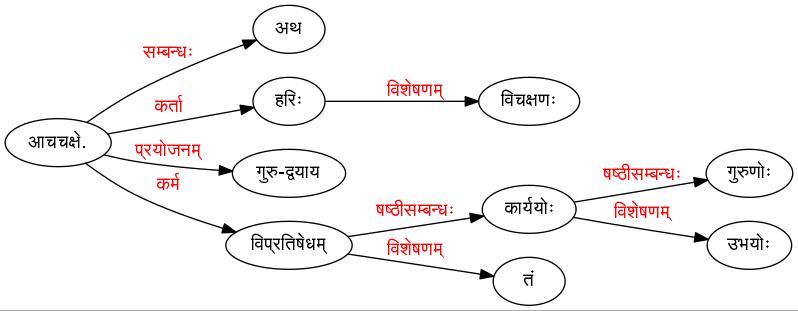 अथ
सम्बन्धः
कर्ता
हरिः
विशेषणम्
विचक्षणः
आचचक्षे.
प्रयोजनम्
गुरु-द्वयाय
कर्म
षष्ठीसम्बन्धः
गुरुणोः
कार्ययोः
षष्ठीसम्बन्धः
विशेषणम्
विप्रतिषेधम्
विशेषणम्
उभयोः
तं